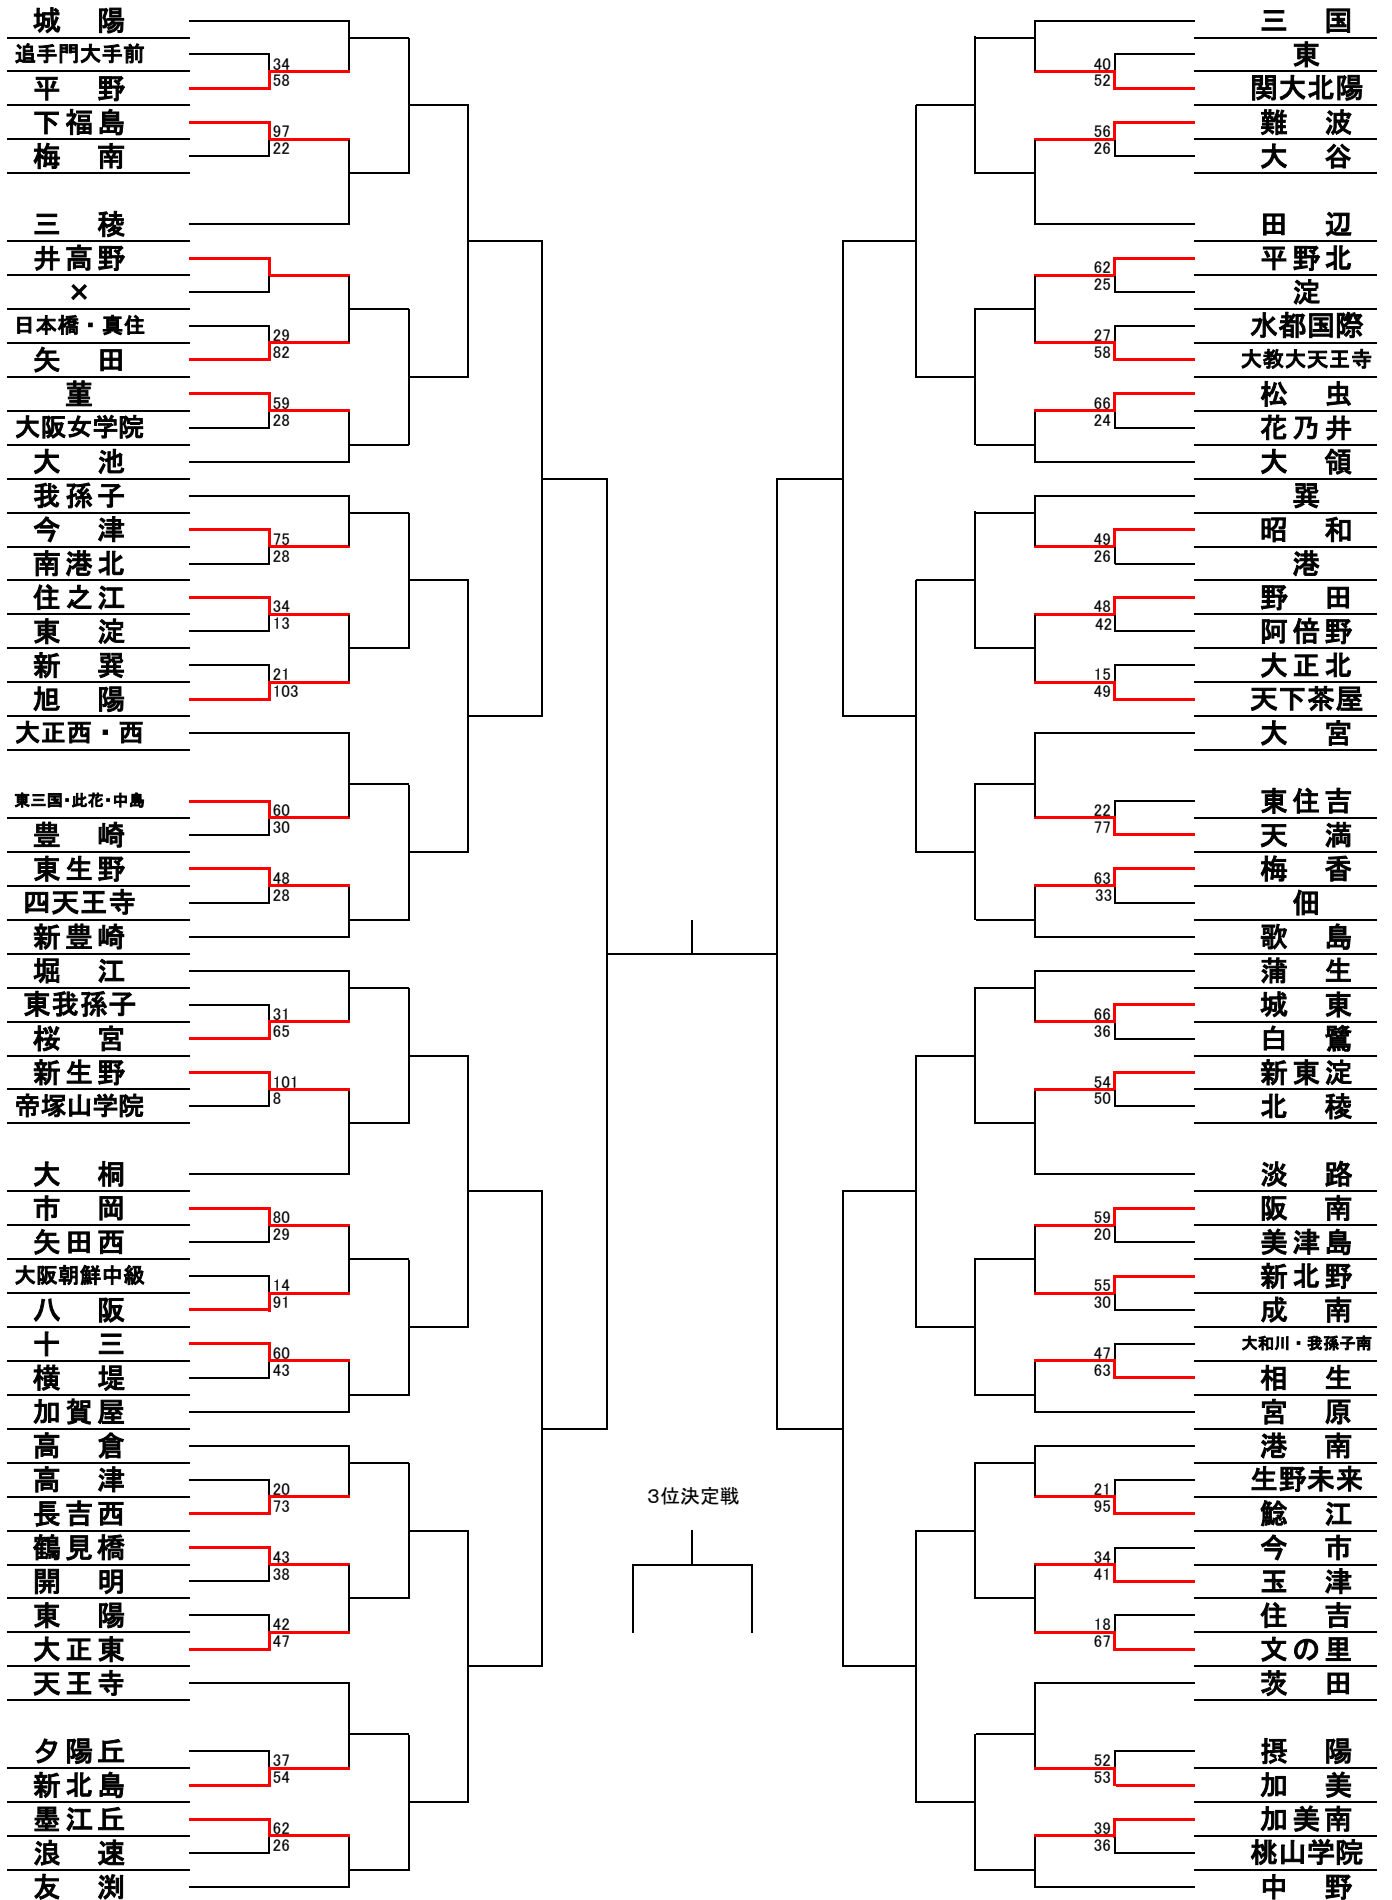 城陽
追手門大手前
34
平野
58
下福島
97
梅南
22
三稜
井高野
×
日本橋・真住
29
矢田
82
菫
59
大阪女学院
28
大池
我孫子
今津
75
南港北
28
住之江
34
東淀
13
新巽
21
旭陽
103
大正西・西
東三国・此花・中島
60
豊崎
30
東生野
48
四天王寺
28
新豊崎
堀江
東我孫子
31
桜宮
65
新生野
101
帝塚山学院
8
大桐
市岡
80
矢田西
29
大阪朝鮮中級
14
八阪
91
十三
60
横堤
43
加賀屋
高倉
高津
20
長吉西
73
鶴見橋
43
開明
38
東陽
42
大正東
47
天王寺
夕陽丘
37
新北島
54
墨江丘
62
浪速
26
友渕
3位決定戦
三国
東
40
関大北陽
52
難波
56
大谷
26
田辺
平野北
62
淀
25
水都国際
27
大教大天王寺
58
松虫
66
花乃井
24
大領
巽
昭和
49
港
26
野田
48
阿倍野
42
大正北
15
天下茶屋
49
大宮
東住吉
22
天満
77
梅香
63
佃
33
歌島
蒲生
城東
66
白鷺
36
新東淀
54
北稜
50
淡路
阪南
59
美津島
20
新北野
55
成南
30
大和川・我孫子南
47
相生
63
宮原
港南
生野未来
21
鯰江
95
今市
34
玉津
41
住吉
18
文の里
67
茨田
摂陽
52
加美
53
加美南
39
桃山学院
36
中野